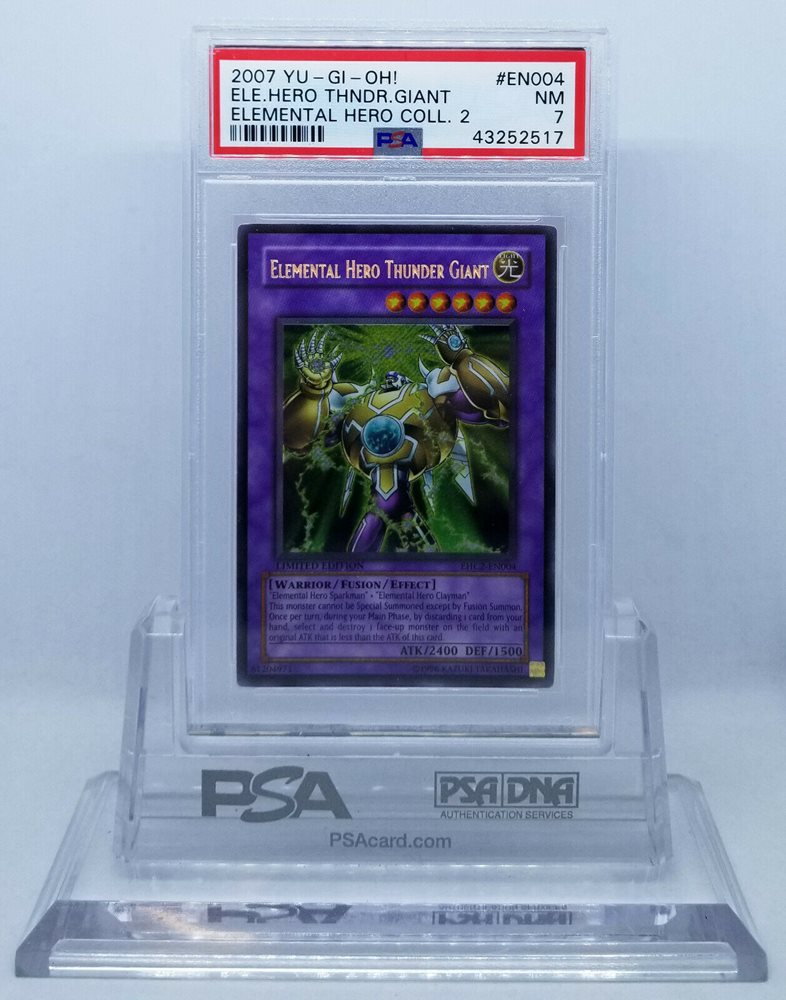 2007 YU-GI-OH! #EN004
ELE.HERO THNDR.GIANT NM
ELEMENTAL HERO COLL. 2 7
PSA 43252517
ELEMENTAL HERO THUNDER GIANT
LIGHT
光
LIMITED EDITION EHC2-EN004
[WARRIOR/FUSION/EFFECT]
"Elemental Hero Sparkman" + "Elemental Hero Clayman"
This monster cannot be Special Summoned except by Fusion Summon.
Once per turn, during your Main Phase, by discarding 1 card from your
hand, select and destroy 1 face-up monster on the field with an
original ATK that is less than the ATK of this card.
ATK/2400 DEF/1500
61204971 ©1996 KAZUKI TAKAHASHI
PSA PSA DNA
AUTHENTICATION SERVICES
PSAcard.com